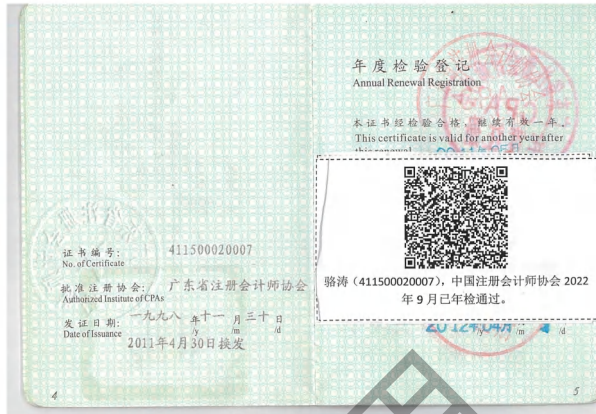 证书编号: 411500020007
No. of Certificate
批准注册协会: 广东省注册会计师协会
Authorized Institute of CPAs
发证日期: 一九九八 年十一 月三十 日
Date of Issuance /y /m /d
2011年4月30日换发
4
年度检验登记
Annual Renewal Registration
本证书经检验合格,继续有效一年。
This certificate is valid for another year after
this renewal.
骆涛(411500020007),中国注册会计师协会 2022
年 9 月已年检通过。
/y /m /d
5